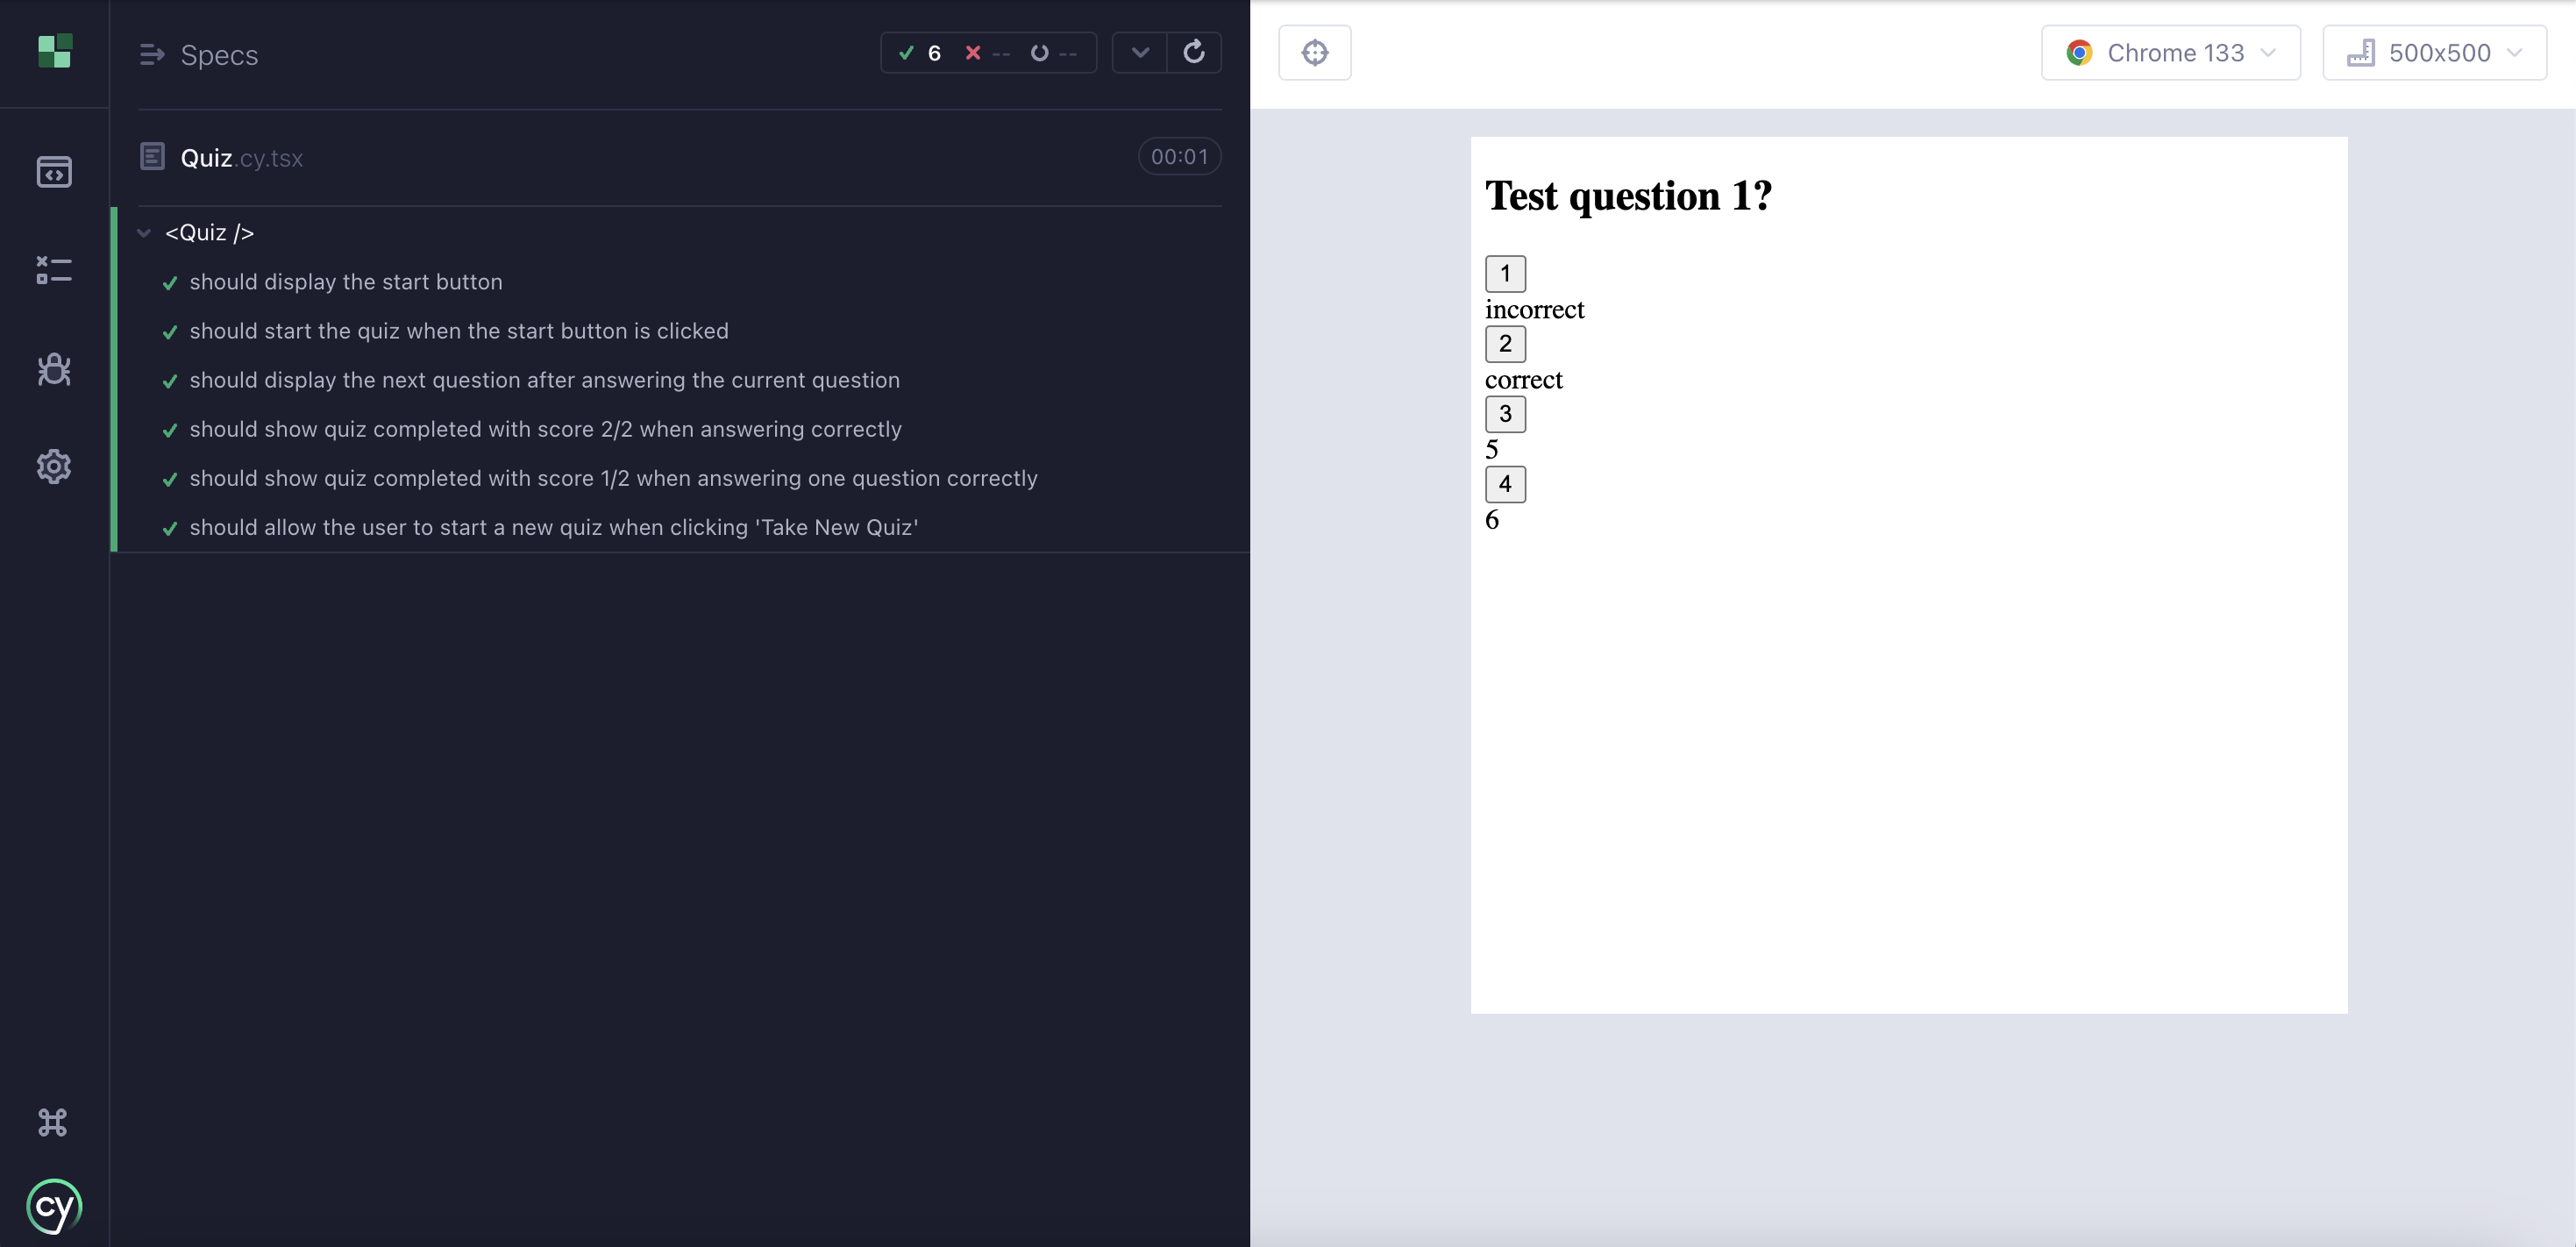 Specs
6 -- --
Quiz.cy.tsx
00:01
<Quiz />
should display the start button
should start the quiz when the start button is clicked
should display the next question after answering the current question
should show quiz completed with score 2/2 when answering correctly
should show quiz completed with score 1/2 when answering one question correctly
should allow the user to start a new quiz when clicking 'Take New Quiz'
cy
Chrome 133
500x500
Test question 1?
1
incorrect
2
correct
3
5
4
6